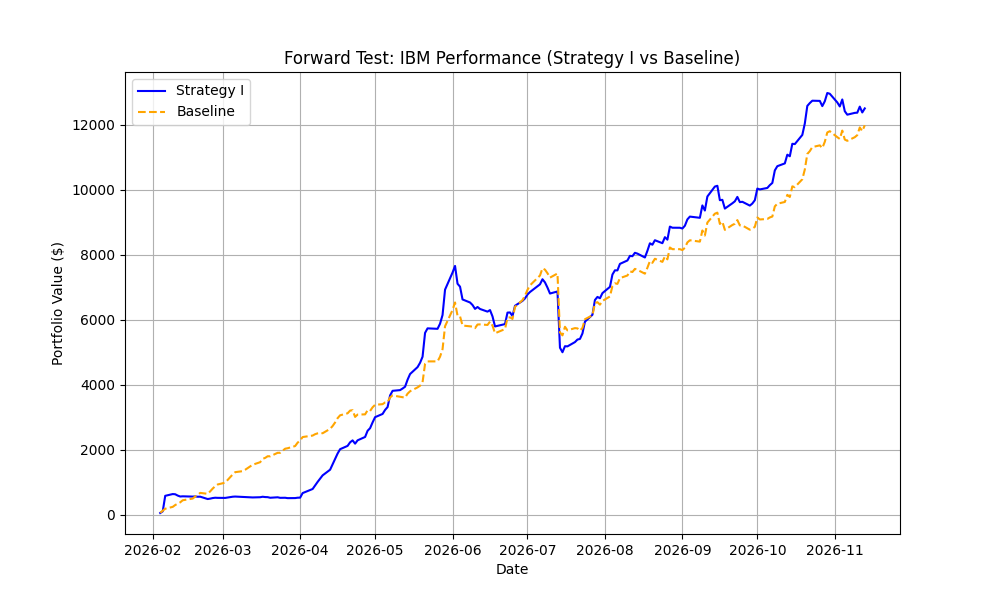 Forward Test: IBM Performance (Strategy I vs Baseline)
Strategy I
Baseline
Portfolio Value ($)
12000
10000
8000
6000
4000
2000
0
2026-02 2026-03 2026-04 2026-05 2026-06 2026-07 2026-08 2026-09 2026-10 2026-11
Date